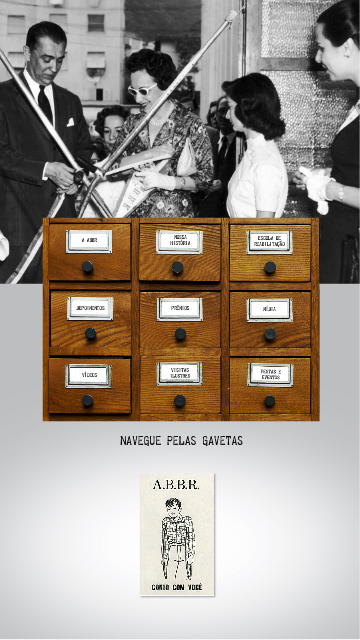 A ABBR
NOSSA
HISTÓRIA
ESCOLA DE
REABILITAÇÃO
DEPOIMENTOS
PRÊMIOS
MÍDIA
VÍDEOS
VISITAS
ILUSTRES
FESTAS E
EVENTOS
NAVEGUE PELAS GAVETAS
A.B.B.R.
CONTO COM VOCÊ